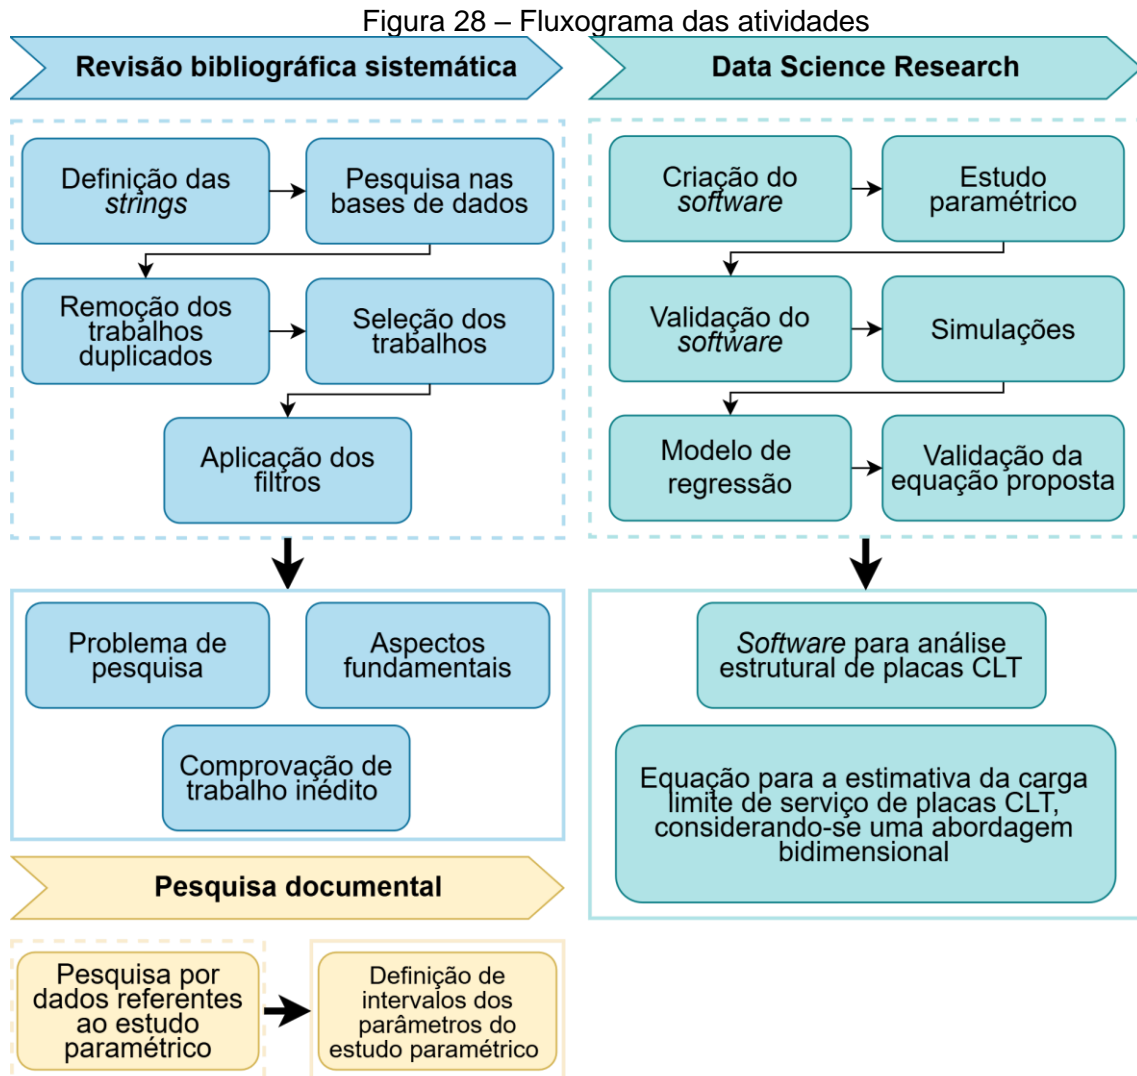 Figura 28 – Fluxograma das atividades
Revisão bibliográfica sistemática
Definição das
strings
Pesquisa nas
bases de dados
Remoção dos
trabalhos
duplicados
Seleção dos
trabalhos
Aplicação dos
filtros
Problema de
pesquisa
Aspectos
fundamentais
Comprovação de
trabalho inédito
Pesquisa documental
Pesquisa por
dados referentes
ao estudo
paramétrico
Definição de
intervalos dos
parâmetros do
estudo paramétrico
Data Science Research
Criação do
software
Estudo
paramétrico
Validação do
software
Simulações
Modelo de
regressão
Validação da
equação proposta
Software para análise
estrutural de placas CLT
Equação para a estimativa da carga
limite de serviço de placas CLT,
considerando-se uma abordagem
bidimensional